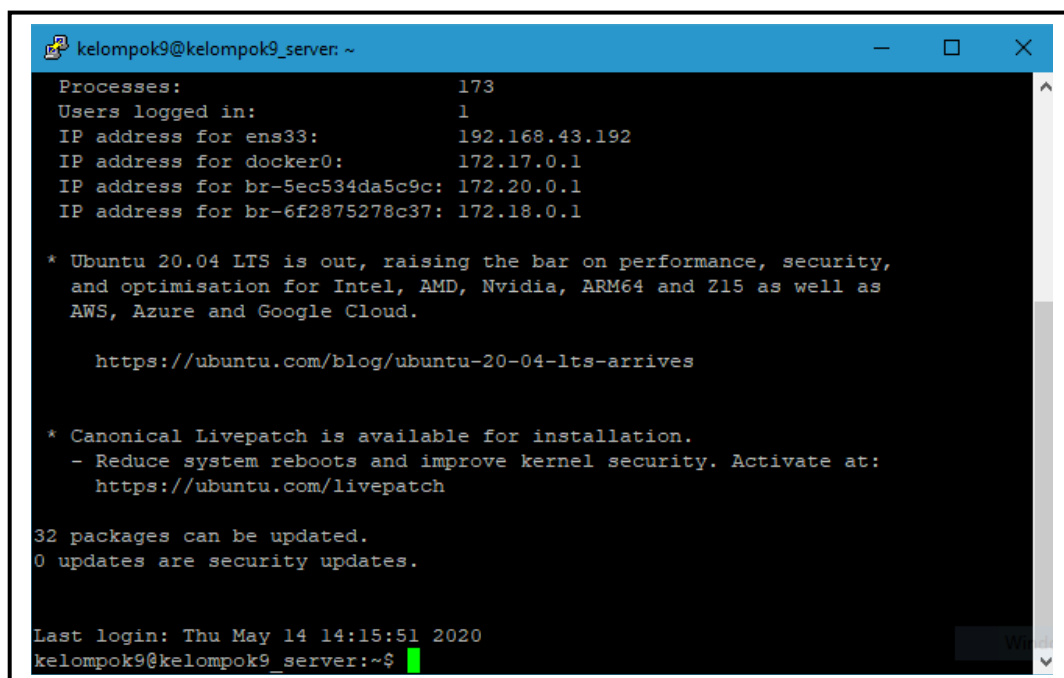 kelompok9@kelompok9_server: ~
Processes: 173
Users logged in: 1
IP address for ens33: 192.168.43.192
IP address for docker0: 172.17.0.1
IP address for br-5ec534da5c9c: 172.20.0.1
IP address for br-6f2875278c37: 172.18.0.1
* Ubuntu 20.04 LTS is out, raising the bar on performance, security,
and optimisation for Intel, AMD, Nvidia, ARM64 and Z15 as well as
AWS, Azure and Google Cloud.
https://ubuntu.com/blog/ubuntu-20-04-lts-arrives
* Canonical Livepatch is available for installation.
- Reduce system reboots and improve kernel security. Activate at:
https://ubuntu.com/livepatch
32 packages can be updated.
0 updates are security updates.
Last login: Thu May 14 14:15:51 2020
kelompok9@kelompok9_server:~$